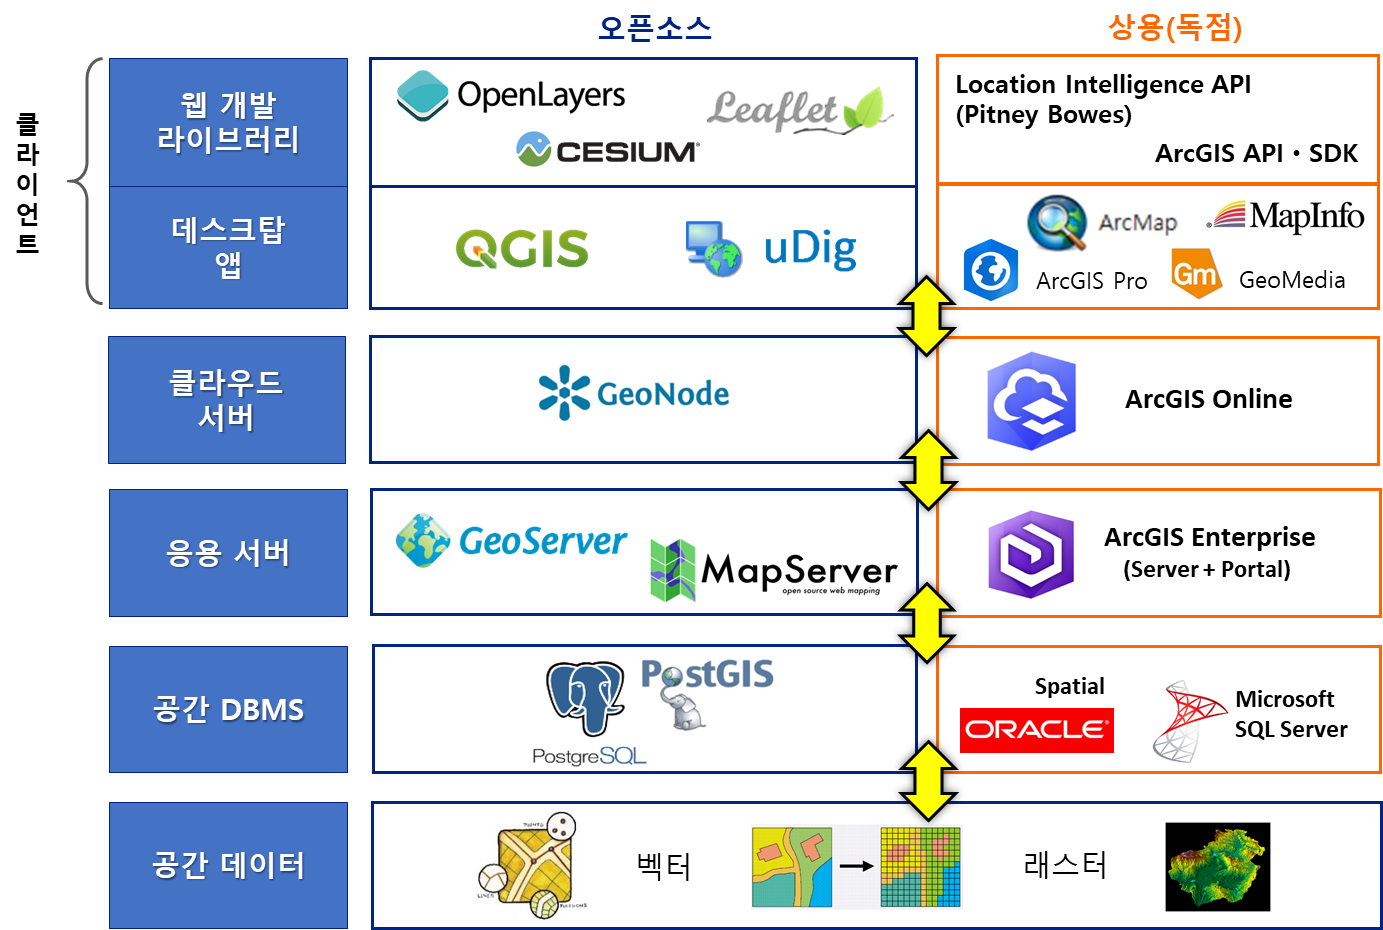 오픈소스
상용(독점)
클라이언트
웹 개발
라이브러리
OpenLayers
Leaflet
CESIUM
Location Intelligence API
(Pitney Bowes)
ArcGIS API・SDK
데스크탑
앱
QGIS
uDig
ArcMap
MapInfo
ArcGIS Pro
Gm
GeoMedia
클라우드
서버
GeoNode
ArcGIS Online
응용 서버
GeoServer
MapServer
open source web mapping
ArcGIS Enterprise
(Server + Portal)
공간 DBMS
PostgreSQL
PostGIS
Spatial
ORACLE®
Microsoft
SQL Server
공간 데이터
POINTS
LINES
POLYGONS
벡터
래스터